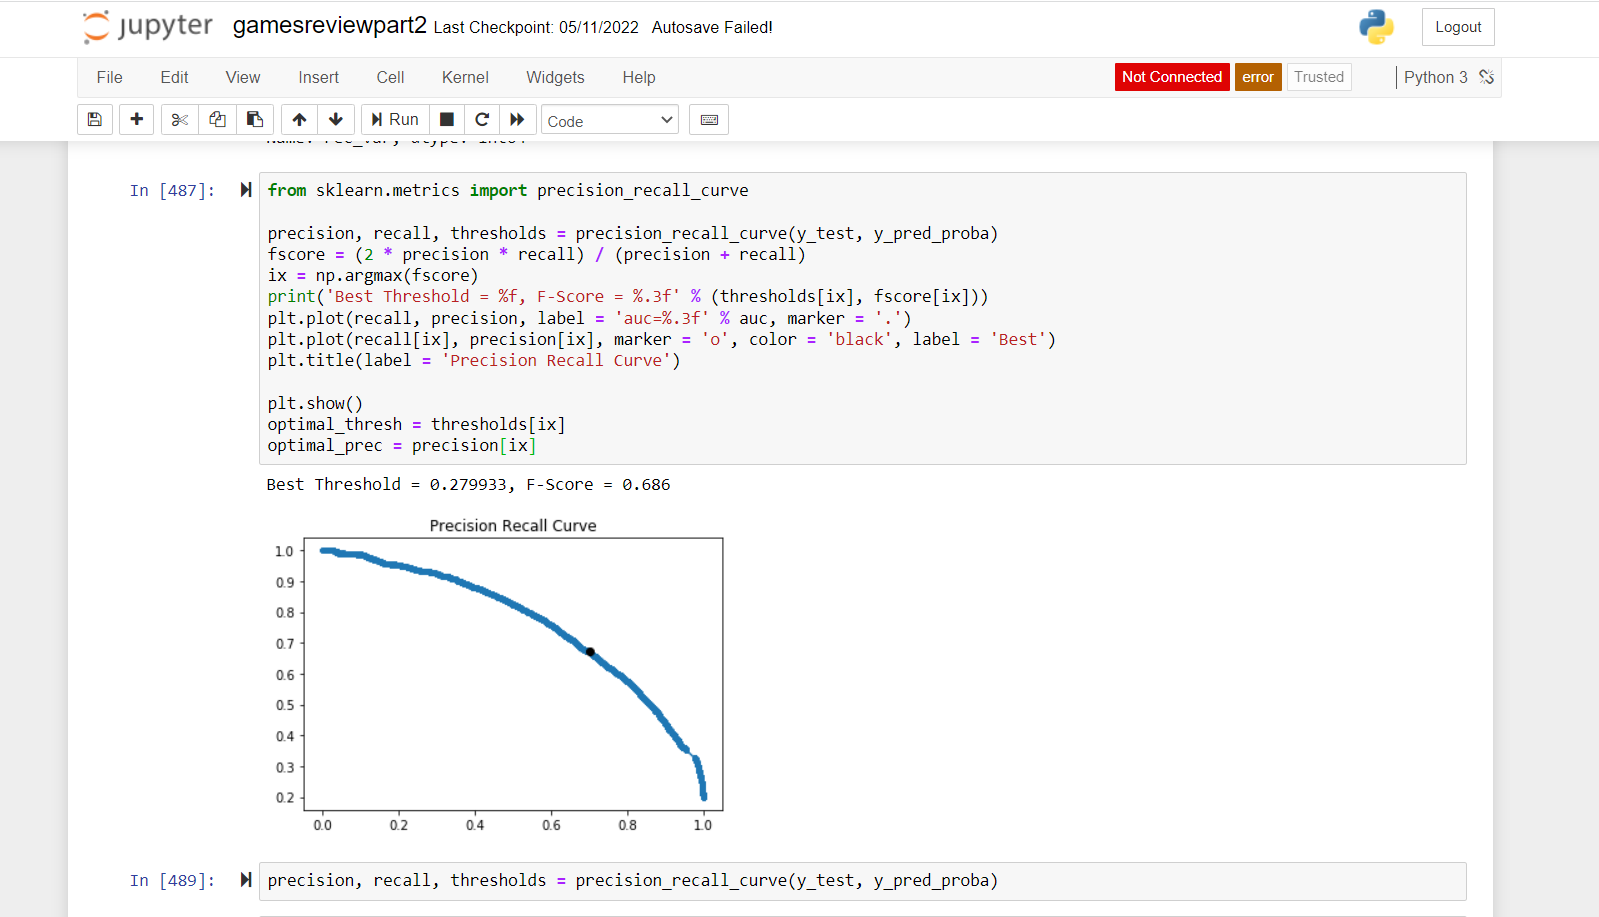 jupyter gamesreviewpart2 Last Checkpoint: 05/11/2022 Autosave Failed!
Logout
File Edit View Insert Cell Kernel Widgets Help
Not Connected error Trusted Python 3
Run Code
In [487]:
from sklearn.metrics import precision_recall_curve
precision, recall, thresholds = precision_recall_curve(y_test, y_pred_proba)
fscore = (2 * precision * recall) / (precision + recall)
ix = np.argmax(fscore)
print('Best Threshold = %f, F-Score = %.3f' % (thresholds[ix], fscore[ix]))
plt.plot(recall, precision, label = 'auc=%.3f' % auc, marker = '.')
plt.plot(recall[ix], precision[ix], marker = 'o', color = 'black', label = 'Best')
plt.title(label = 'Precision Recall Curve')
plt.show()
optimal_thresh = thresholds[ix]
optimal_prec = precision[ix]
Best Threshold = 0.279933, F-Score = 0.686
Precision Recall Curve
1.0
0.9
0.8
0.7
0.6
0.5
0.4
0.3
0.2
0.0 0.2 0.4 0.6 0.8 1.0
In [489]:
precision, recall, thresholds = precision_recall_curve(y_test, y_pred_proba)